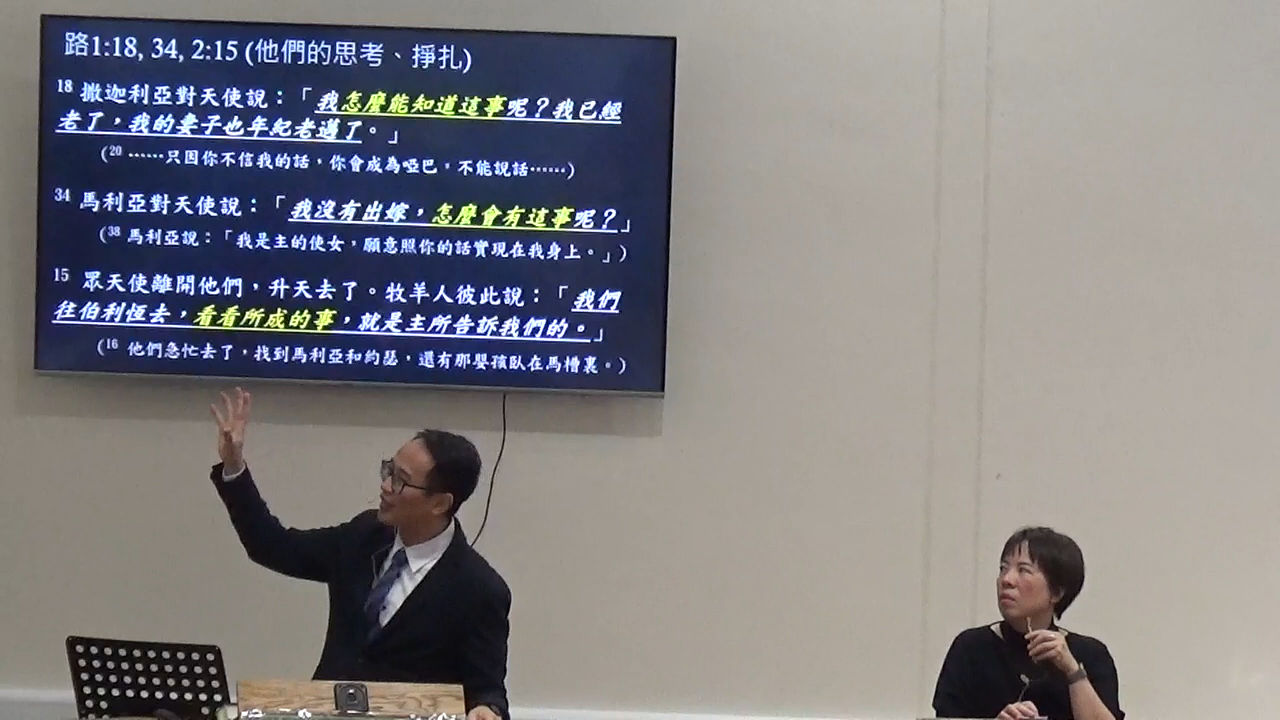 路1:18, 34, 2:15 (他們的思考、掙扎)
18 撒迦利亞對天使說：「我怎麼能知道這事呢？我已經
老了，我的妻子也年紀老邁了。」
(20 ……只因你不信我的話，你會成為啞巴，不能說話……)
34 馬利亞對天使說：「我沒有出嫁，怎麼會有這事呢？」
(38 馬利亞說：「我是主的使女，願意照你的話實現在我身上。」)
15 眾天使離開他們，升天去了。牧羊人彼此說：「我們
往伯利恆去，看看所成的事，就是主所告訴我們的。」
(16 他們急忙去了，找到馬利亞和約瑟，還有那嬰孩臥在馬槽裏。)